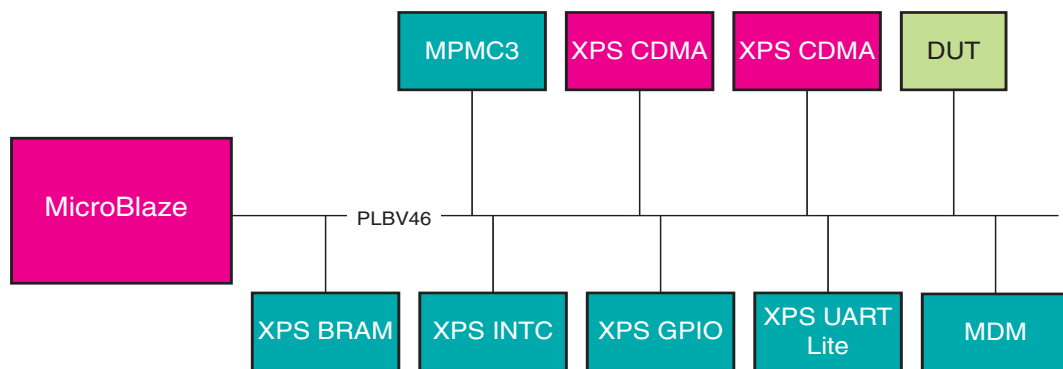 MPMC3
XPS CDMA
XPS CDMA
DUT
MicroBlaze
PLBV46
XPS BRAM
XPS INTC
XPS GPIO
XPS UART
Lite
MDM